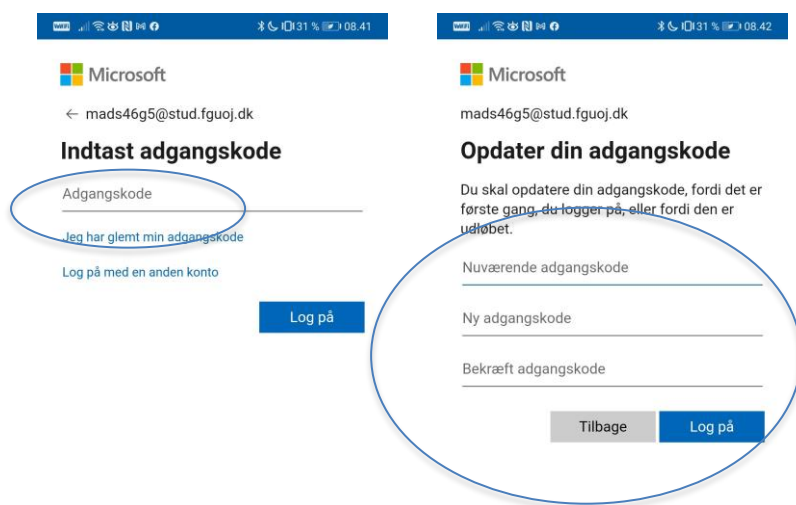 31 % 08.41
Microsoft
← mads46g5@stud.fguoj.dk
Indtast adgangskode
Adgangskode
Jeg har glemt min adgangskode
Log på med en anden konto
Log på
31 % 08.42
Microsoft
mads46g5@stud.fguoj.dk
Opdater din adgangskode
Du skal opdatere din adgangskode, fordi det er
første gang, du logger på, eller fordi den er
udløbet.
Nuværende adgangskode
Ny adgangskode
Bekræft adgangskode
Tilbage
Log på